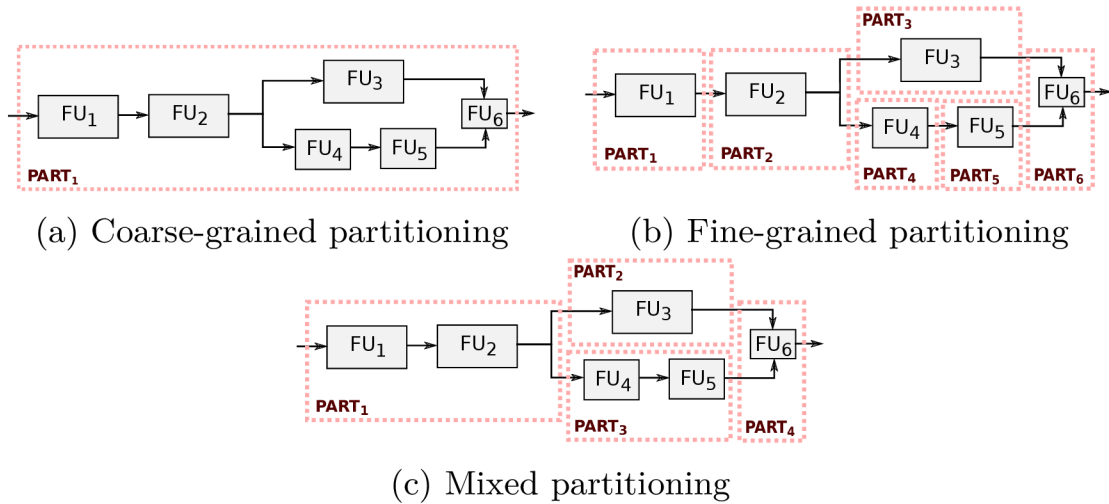 FU₁
FU₂
FU₃
FU₄
FU₅
FU₆
PART₁
(a) Coarse-grained partitioning
PART₃
FU₁
FU₂
FU₃
FU₄
FU₅
FU₆
PART₁
PART₂
PART₄
PART₅
PART₆
(b) Fine-grained partitioning
PART₂
FU₁
FU₂
FU₃
FU₄
FU₅
FU₆
PART₁
PART₃
PART₄
(c) Mixed partitioning